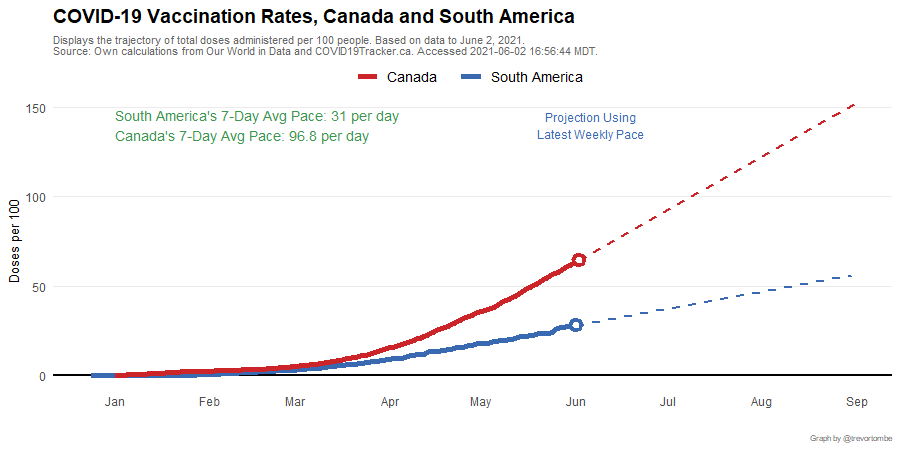 COVID-19 Vaccination Rates, Canada and South America
Displays the trajectory of total doses administered per 100 people. Based on data to June 2, 2021.
Source: Own calculations from Our World in Data and COVID19Tracker.ca. Accessed 2021-06-02 16:56:44 MDT.
Canada South America
South America's 7-Day Avg Pace: 31 per day
Canada's 7-Day Avg Pace: 96.8 per day
Projection Using
Latest Weekly Pace
Doses per 100
150
100
50
0
Jan Feb Mar Apr May Jun Jul Aug Sep
Graph by @trevortombe